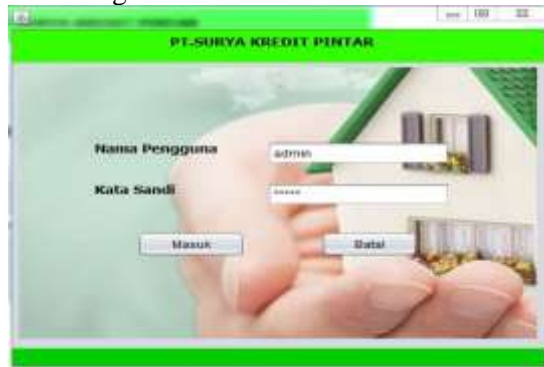 PT-SURYA KREDIT PINTAR
Nama Pengguna
admin
Kata Sandi
*****
Masuk
Batal